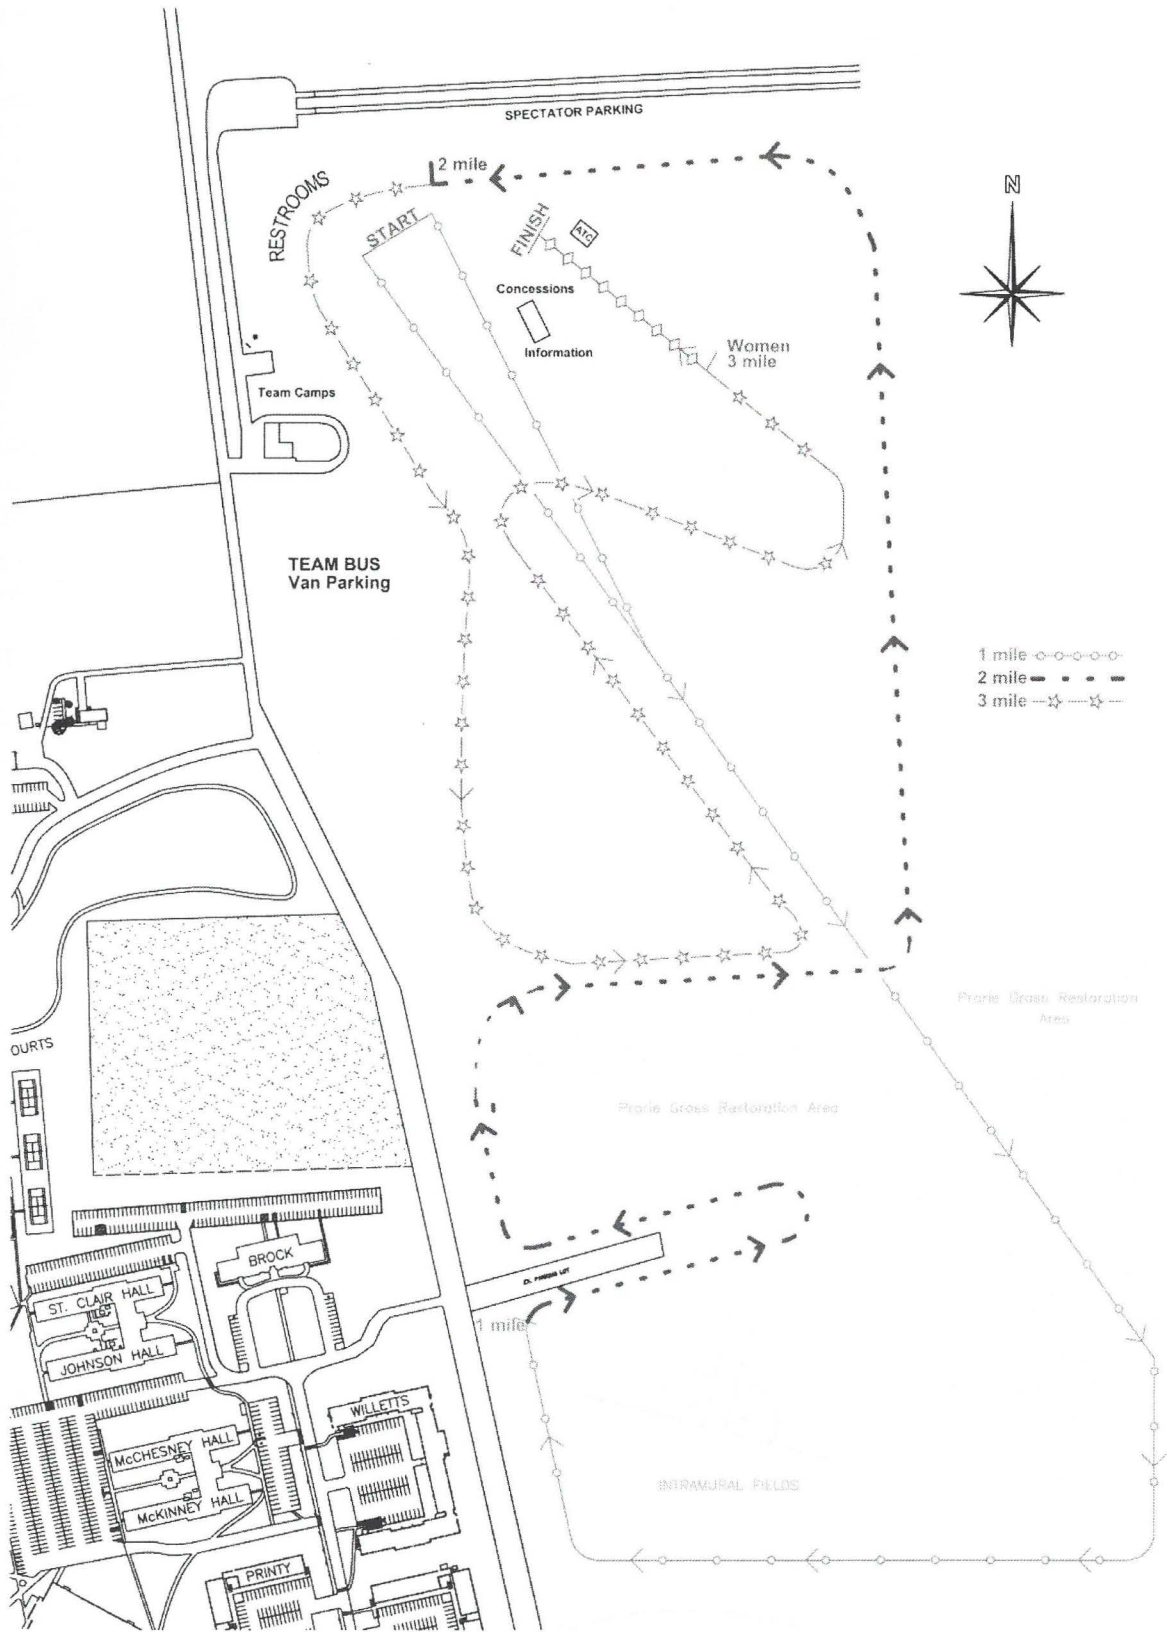 SPECTATOR PARKING
2 mile
N
RESTROOMS
START
FINISH
ATC
Concessions
Information
Women
3 mile
Team Camps
TEAM BUS
Van Parking
1 mile
2 mile
3 mile
Prarie Grass Restoration
Area
OURTS
Prarie Grass Restoration Area
BROCK
PARKING LOT
ST. CLAIR HALL
1 mile
JOHNSON HALL
WILLETTS
McCHESNEY HALL
INTRAMURAL FIELDS
McKINNEY HALL
PRINTY